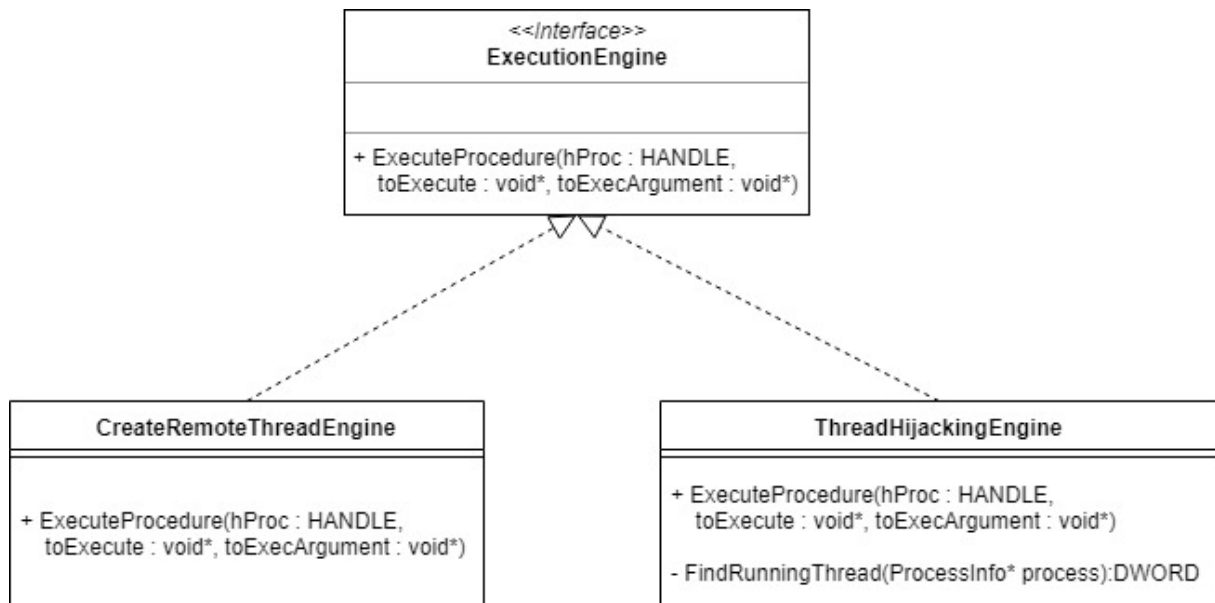 <<Interface>>
ExecutionEngine
+ ExecuteProcedure(hProc : HANDLE,
toExecute : void*, toExecArgument : void*)
CreateRemoteThreadEngine
+ ExecuteProcedure(hProc : HANDLE,
toExecute : void*, toExecArgument : void*)
ThreadHijackingEngine
+ ExecuteProcedure(hProc : HANDLE,
toExecute : void*, toExecArgument : void*)
- FindRunningThread(ProcessInfo* process):DWORD